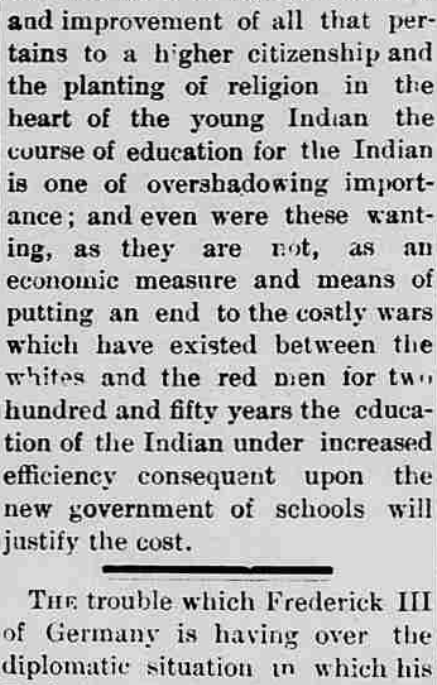 and improvement of all that per-
tains to a higher citizenship and
the planting of religion in the
heart of the young Indian the
course of education for the Indian
is one of overshadowing import-
ance; and even were these want-
ing, as they are not, as an
economic measure and means of
putting an end to the costly wars
which have existed between the
whites and the red men for two
hundred and fifty years the educa-
tion of the Indian under increased
efficiency consequent upon the
new government of schools will
justify the cost.
THE trouble which Frederick III
of Germany is having over the
diplomatic situation in which his